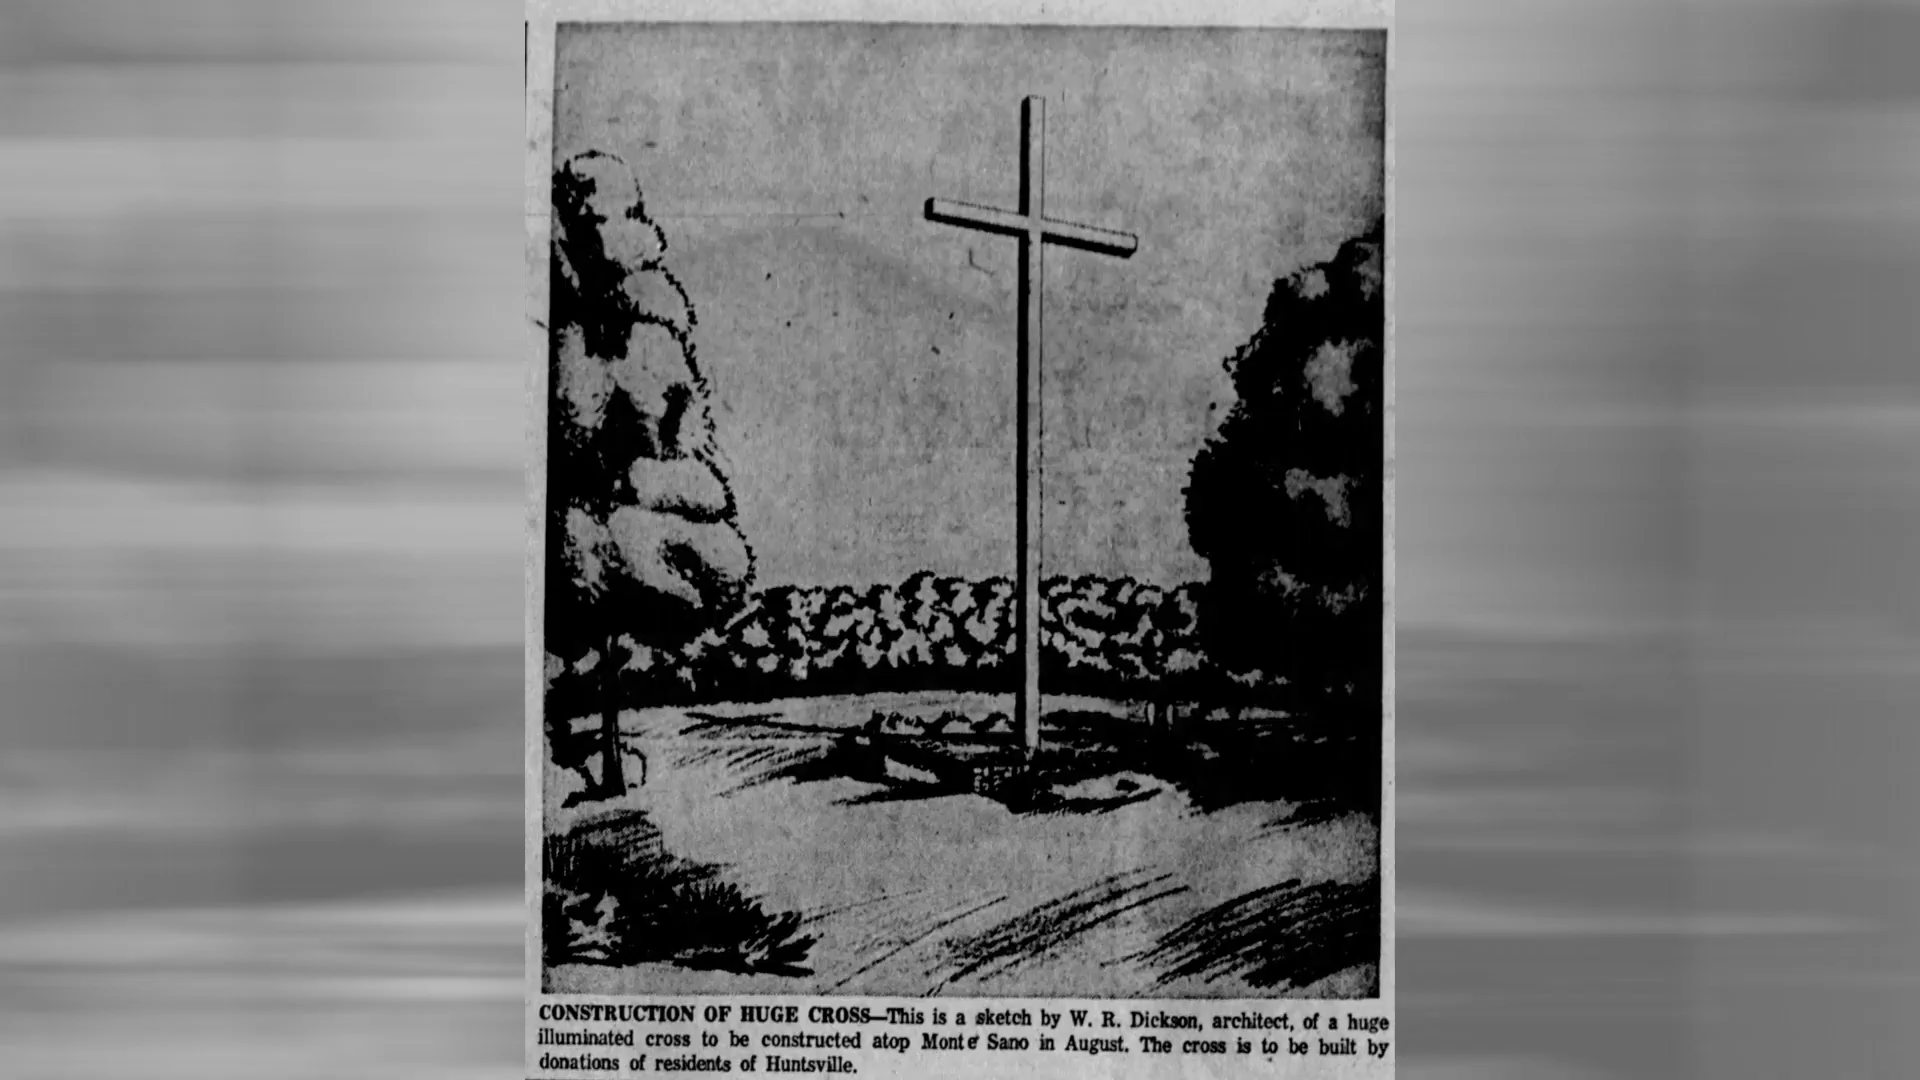 CONSTRUCTION OF HUGE CROSS—This is a sketch by W. R. Dickson, architect, of a huge
illuminated cross to be constructed atop Monte Sano in August. The cross is to be built by
donations of residents of Huntsville.